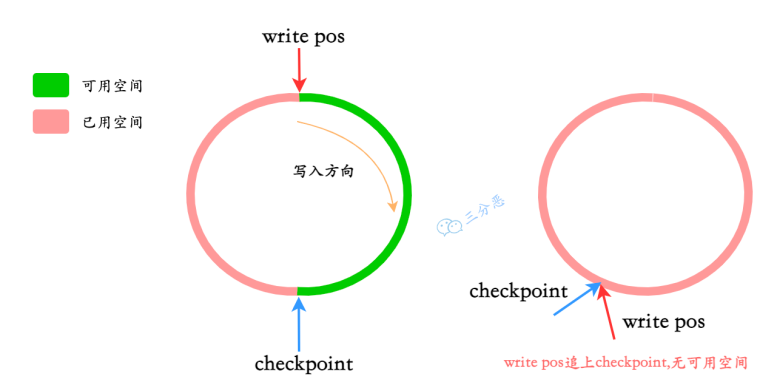 write pos
可用空间
已用空间
写入方向
三分恶
checkpoint
checkpoint
write pos
write pos追上checkpoint,无可用空间